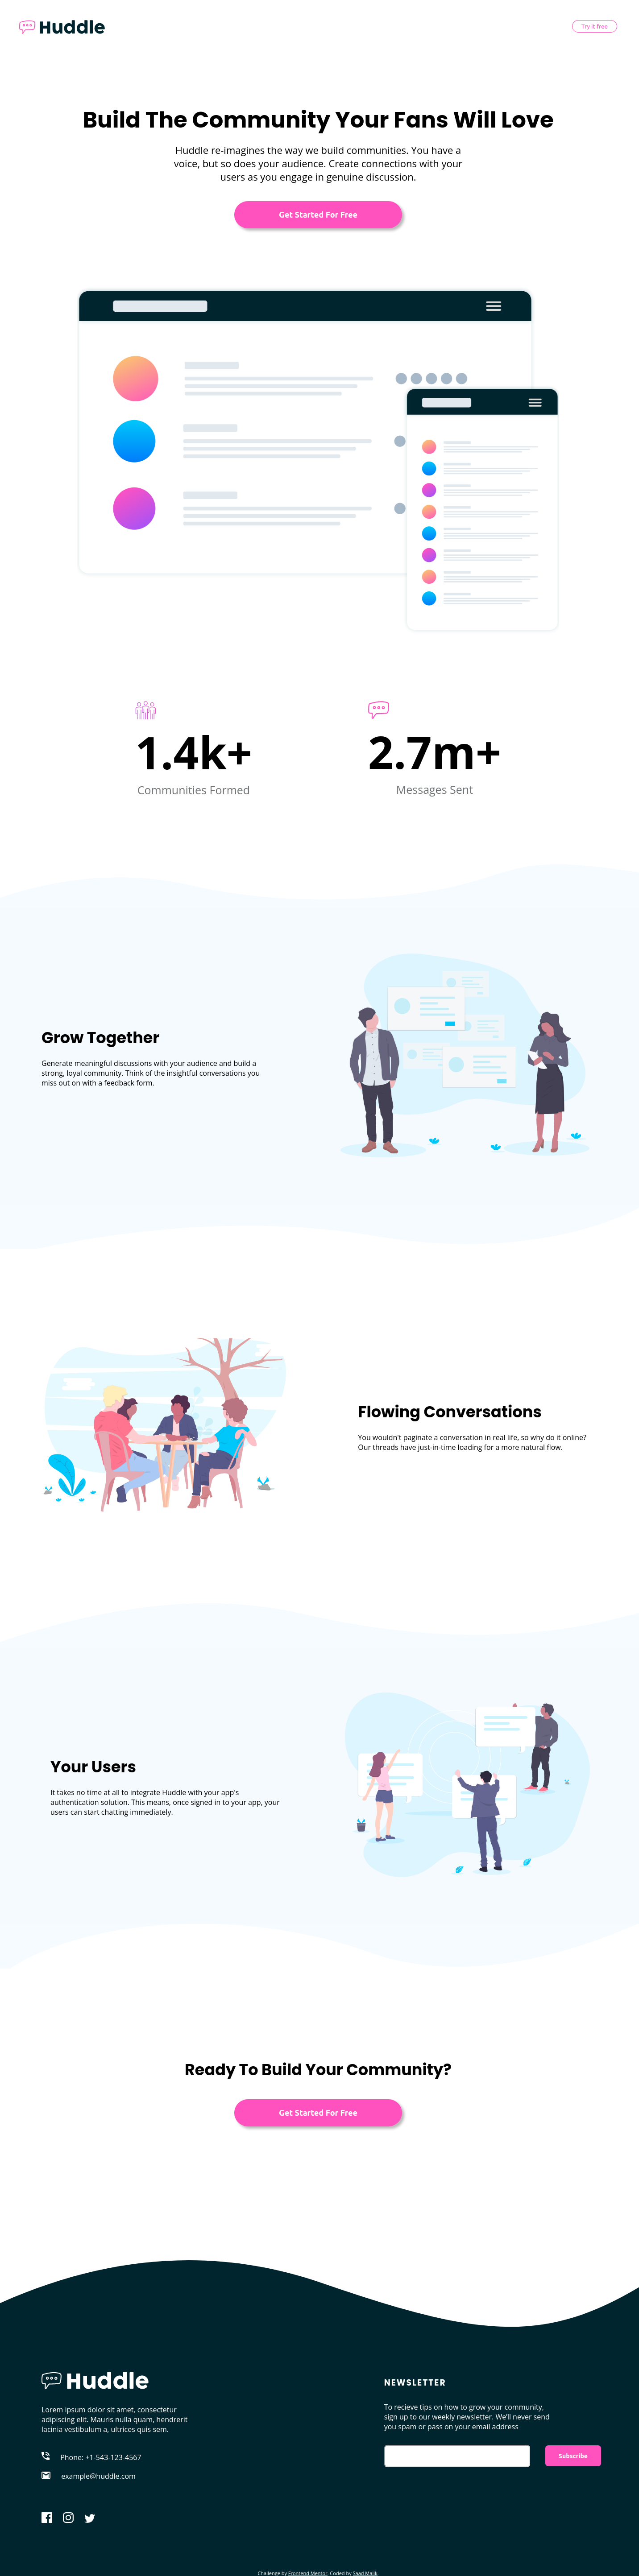 Huddle
Try it free
Build The Community Your Fans Will Love
Huddle re-imagines the way we build communities. You have a
voice, but so does your audience. Create connections with your
users as you engage in genuine discussion.
Get Started For Free
1.4k+
Communities Formed
2.7m+
Messages Sent
Grow Together
Generate meaningful discussions with your audience and build a
strong, loyal community. Think of the insightful conversations you
miss out on with a feedback form.
Flowing Conversations
You wouldn't paginate a conversation in real life, so why do it online?
Our threads have just-in-time loading for a more natural flow.
Your Users
It takes no time at all to integrate Huddle with your app's
authentication solution. This means, once signed in to your app, your
users can start chatting immediately.
Ready To Build Your Community?
Get Started For Free
Huddle
Lorem ipsum dolor sit amet, consectetur
adipiscing elit. Mauris nulla quam, hendrerit
lacinia vestibulum a, ultrices quis sem.
Phone: +1-543-123-4567
example@huddle.com
NEWSLETTER
To recieve tips on how to grow your community,
sign up to our weekly newsletter. We'll never send
you spam or pass on your email address
Subscribe
Challenge by Frontend Mentor. Coded by Saad Malik.